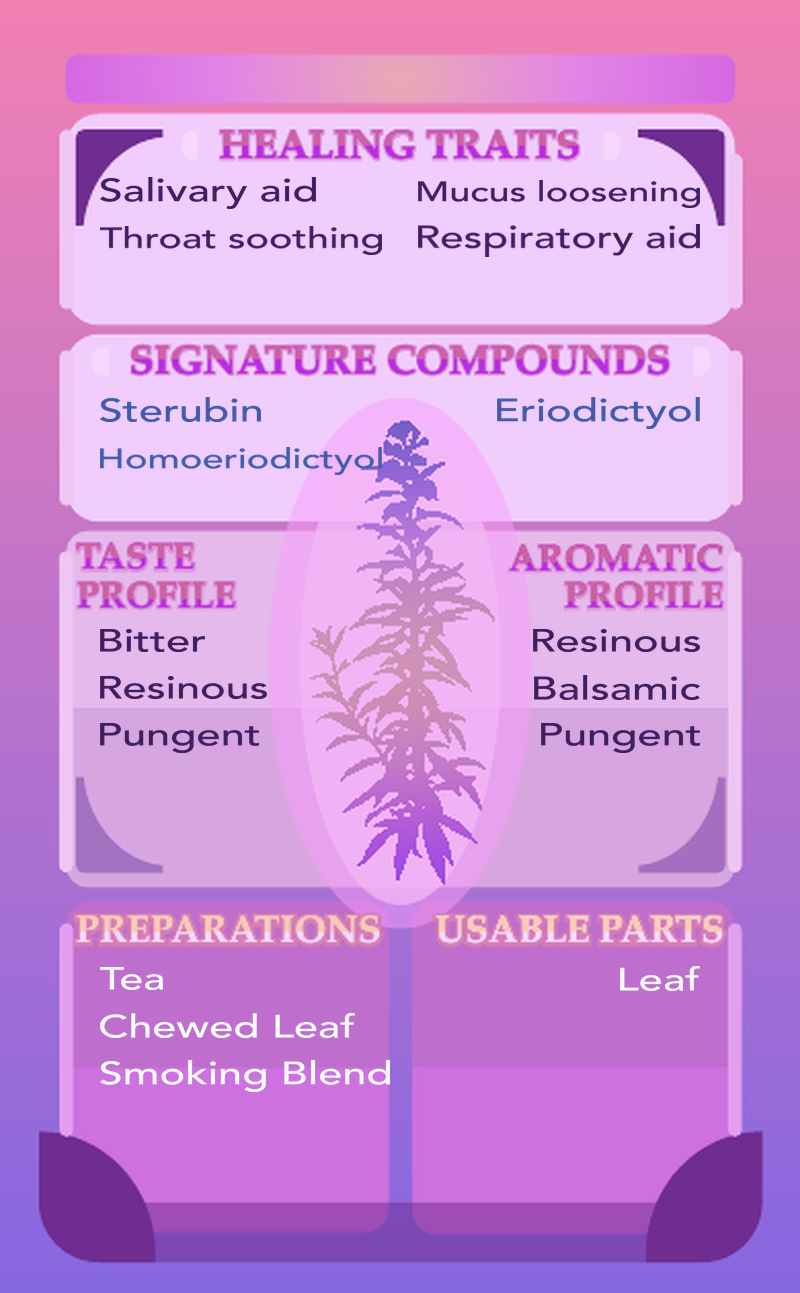 HEALING TRAITS
Salivary aid
Mucus loosening
Throat soothing
Respiratory aid
SIGNATURE COMPOUNDS
Sterubin
Eriodictyol
Homoeriodictyol
TASTE
PROFILE
Bitter
Resinous
Pungent
AROMATIC
PROFILE
Resinous
Balsamic
Pungent
PREPARATIONS
Tea
Chewed Leaf
Smoking Blend
USABLE PARTS
Leaf